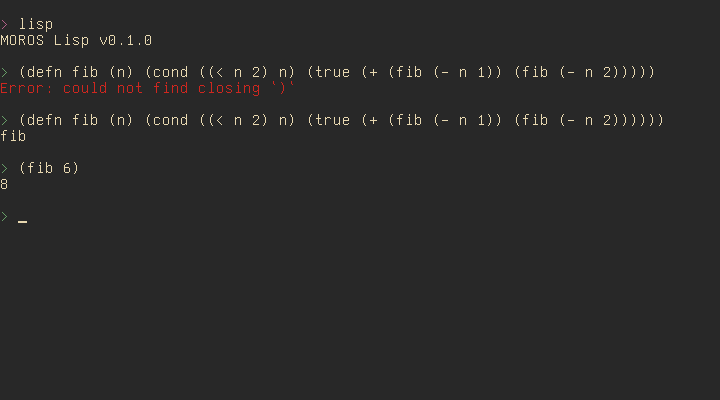 > lisp
MOROS Lisp v0.1.0
> (defn fib (n) (cond ((< n 2) n) (true (+ (fib (- n 1)) (fib (- n 2)))))
Error: could not find closing `)`
> (defn fib (n) (cond ((< n 2) n) (true (+ (fib (- n 1)) (fib (- n 2))))))
fib
> (fib 6)
8
> _